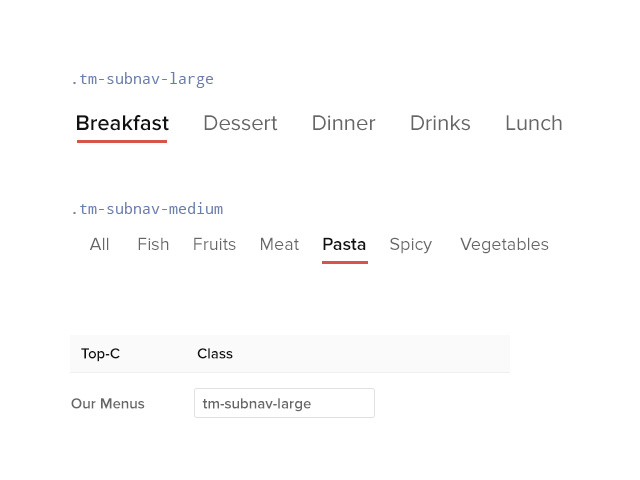 .tm-subnav-large
Breakfast Dessert Dinner Drinks Lunch
.tm-subnav-medium
All Fish Fruits Meat Pasta Spicy Vegetables
Top-C Class
Our Menus tm-subnav-large